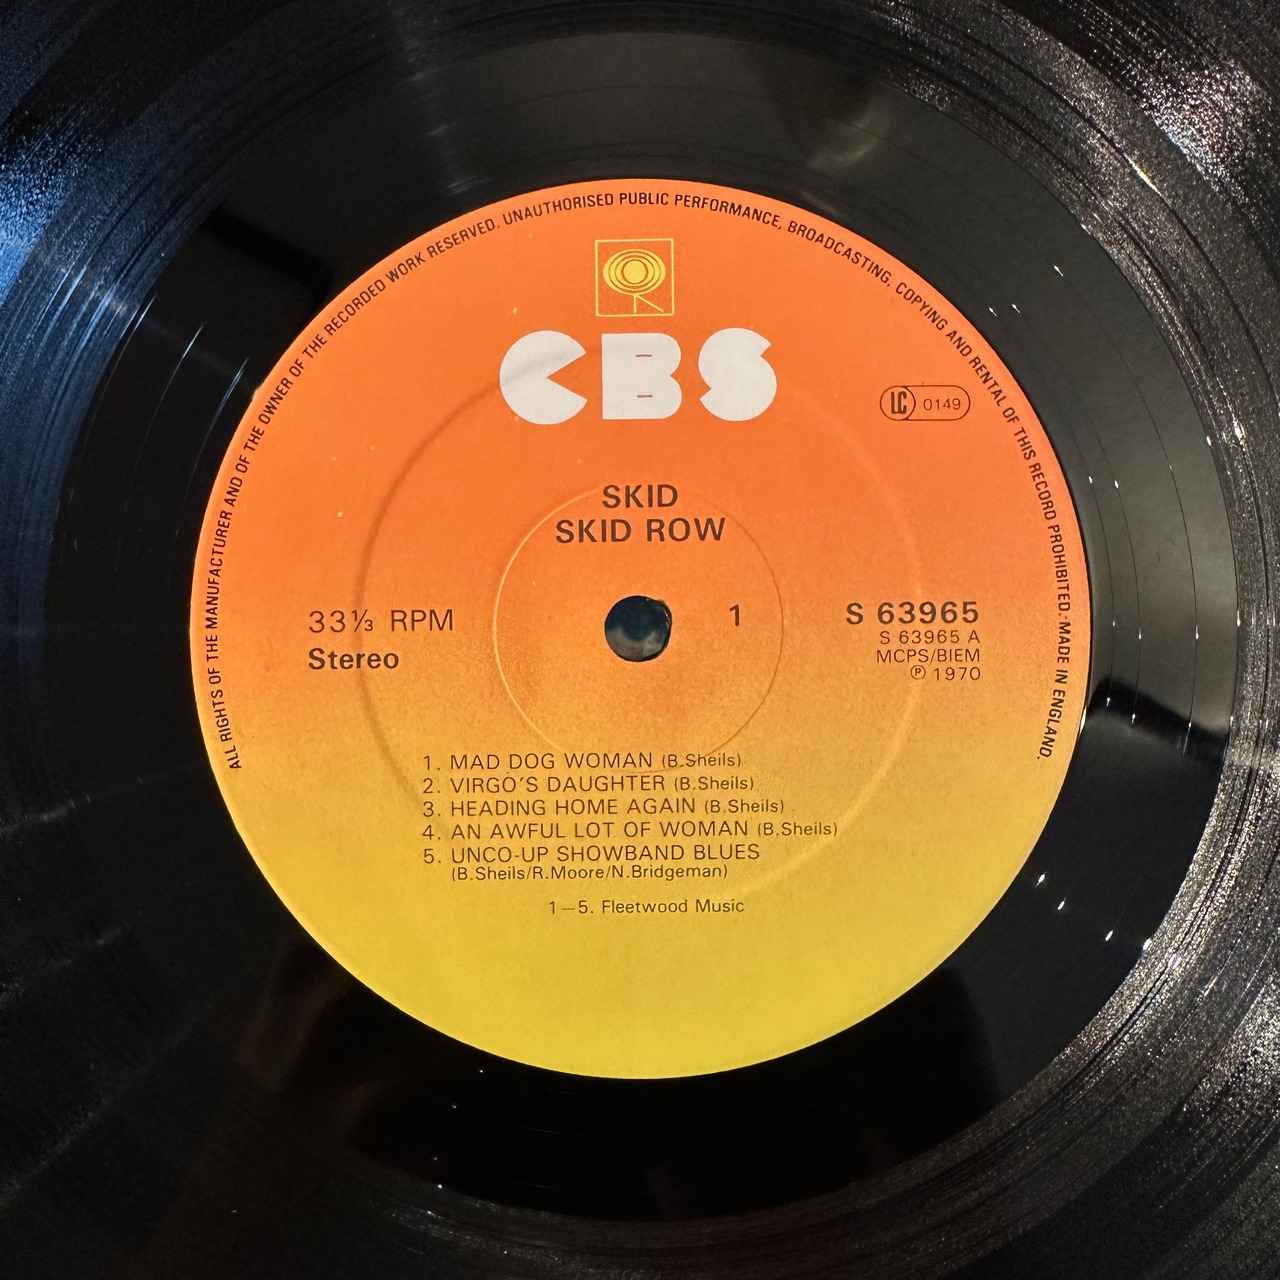 ALL RIGHTS OF THE MANUFACTURER AND OF THE OWNER OF THE RECORDED WORK RESERVED. UNAUTHORISED PUBLIC PERFORMANCE, BROADCASTING, COPYING AND RENTAL OF THIS RECORD PROHIBITED · MADE IN ENGLAND.
CBS
LC 0149
SKID
SKID ROW
33⅓ RPM
Stereo
1
S 63965
S 63965 A
MCPS/BIEM
℗ 1970
1. MAD DOG WOMAN (B.Sheils)
2. VIRGO'S DAUGHTER (B.Sheils)
3. HEADING HOME AGAIN (B.Sheils)
4. AN AWFUL LOT OF WOMAN (B.Sheils)
5. UNCO-UP SHOWBAND BLUES
(B.Sheils/R.Moore/N.Bridgeman)
1—5. Fleetwood Music